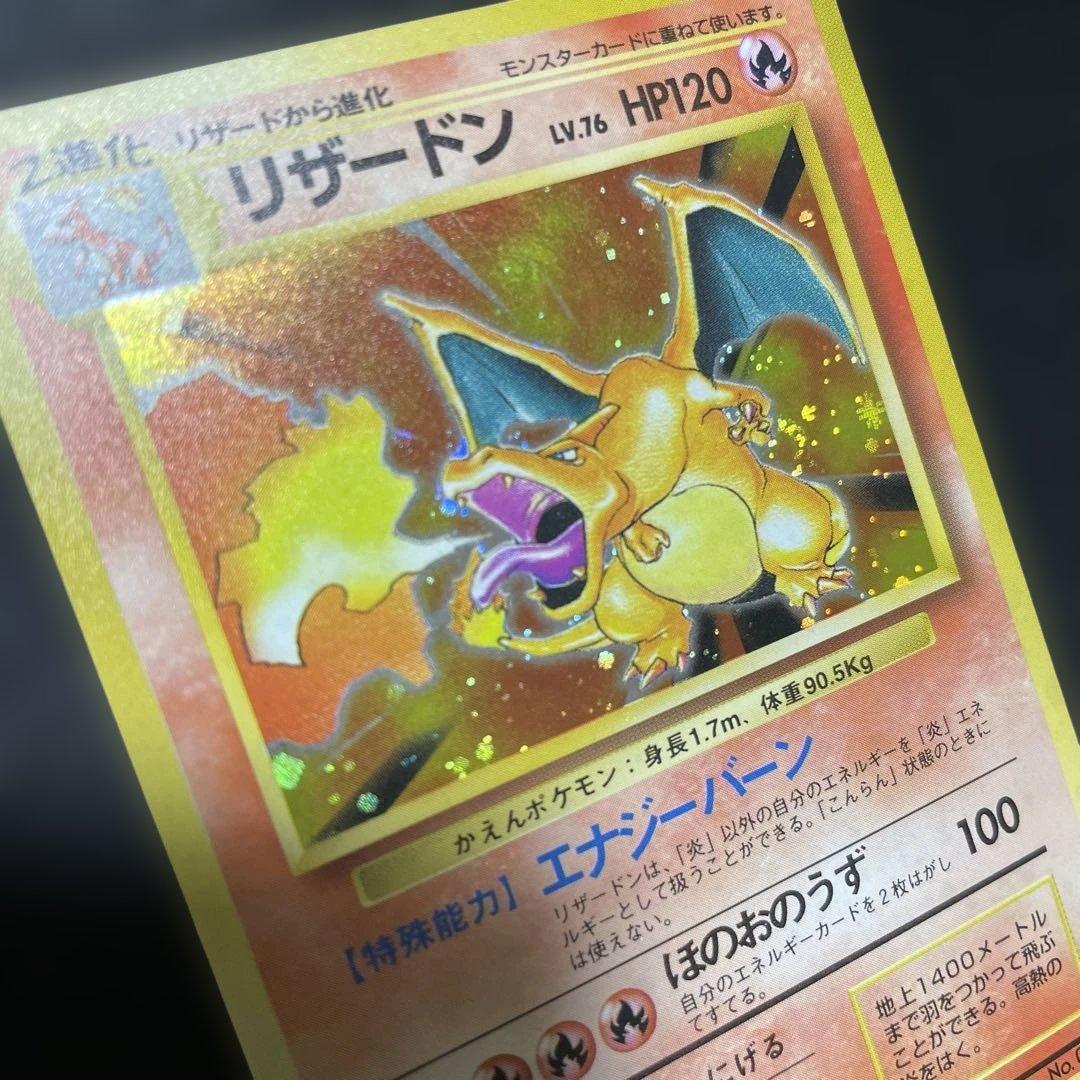 モンスターカードに重ねて使います。
2進化 リザードから進化
リザードン LV.76 HP120
かえんポケモン：身長1.7m、体重90.5Kg
【特殊能力】 エナジーバーン
リザードンは、「炎」以外の自分のエネルギーを「炎」エネ
ルギーとして扱うことができる。「こんらん」状態のときに
は使えない。
ほのおのうず 100
自分のエネルギーカードを2枚はがし
てすてる。
にげる
地上1400メートル
まで羽をつかって飛ぶ
ことができる。高熱の
をはく。
No.